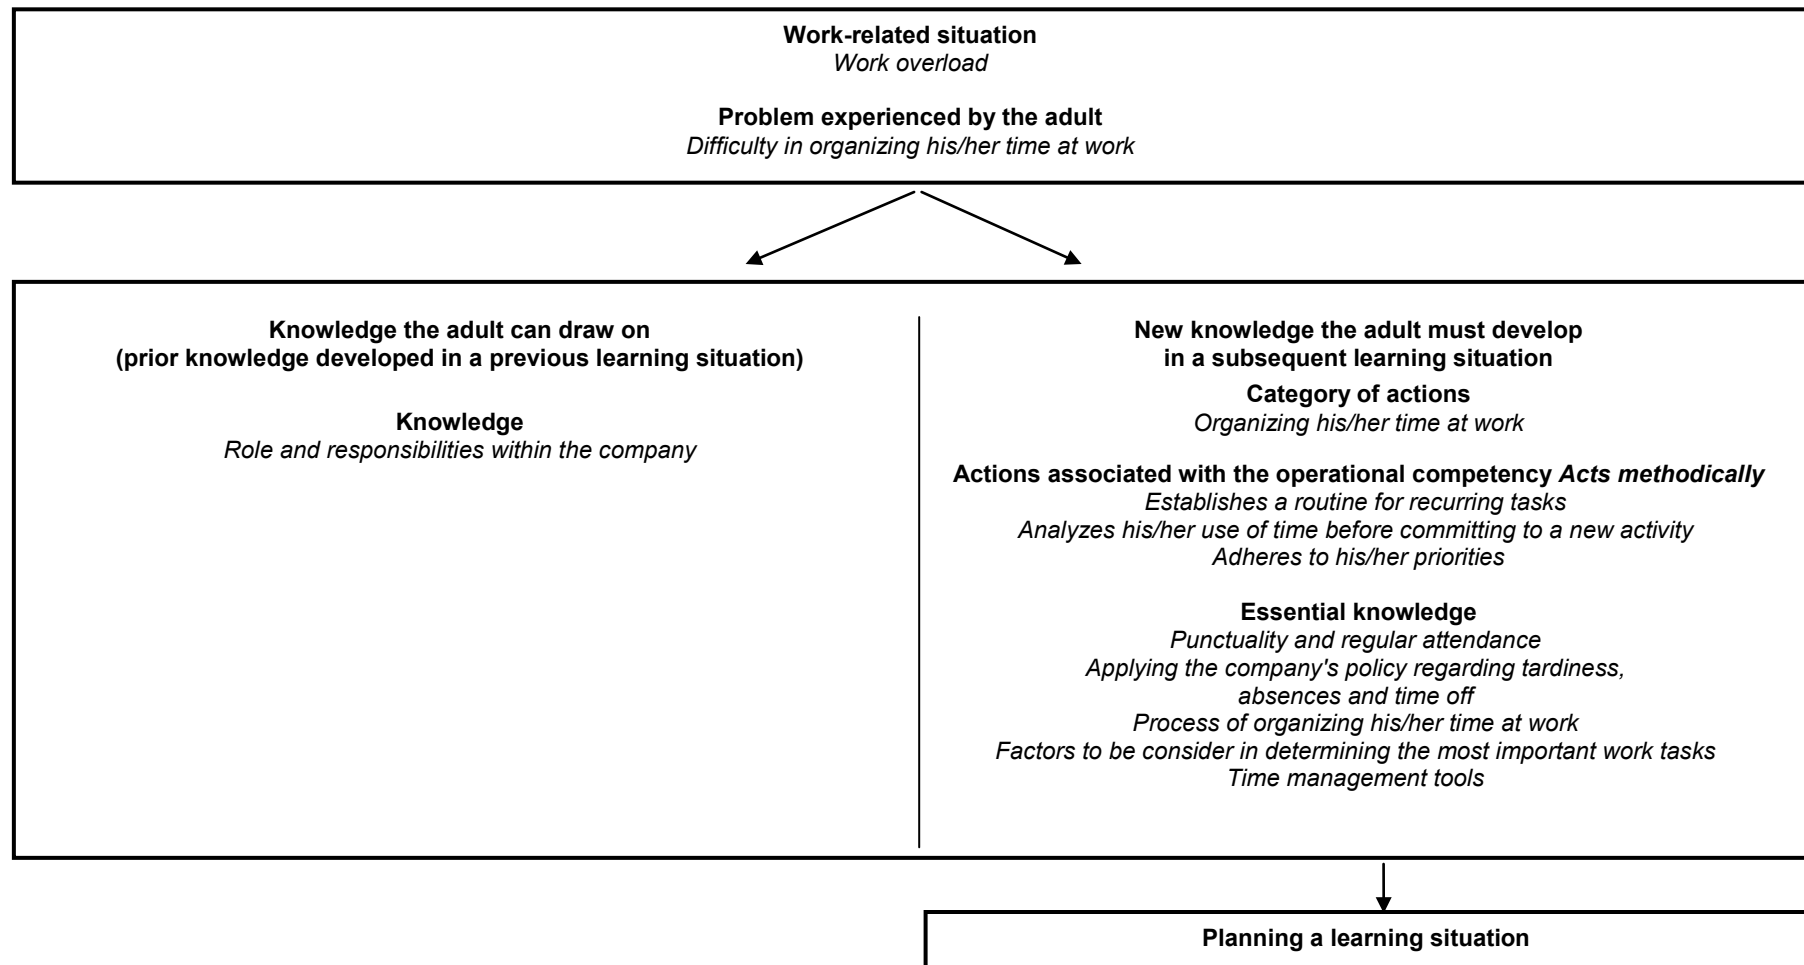 Work-related situation
Work overload
Problem experienced by the adult
Difficulty in organizing his/her time at work
Knowledge the adult can draw on
(prior knowledge developed in a previous learning situation)
Knowledge
Role and responsibilities within the company
New knowledge the adult must develop
in a subsequent learning situation
Category of actions
Organizing his/her time at work
Actions associated with the operational competency Acts methodically
Establishes a routine for recurring tasks
Analyzes his/her use of time before committing to a new activity
Adheres to his/her priorities
Essential knowledge
Punctuality and regular attendance
Applying the company's policy regarding tardiness,
absences and time off
Process of organizing his/her time at work
Factors to be consider in determining the most important work tasks
Time management tools
Planning a learning situation